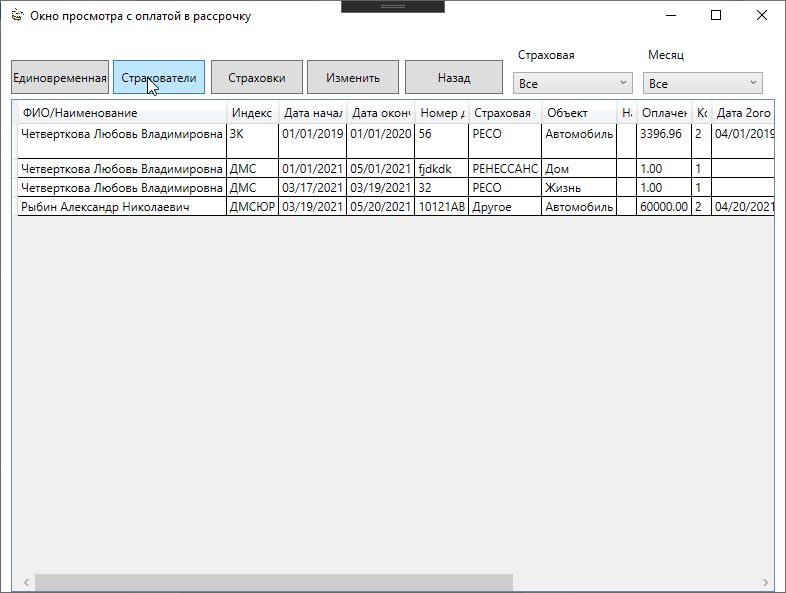 Окно просмотра с оплатой в рассрочку
Страховая Месяц
Единовременная Страхователи Страховки Изменить Назад Все Все
ФИО/Наименование Индекс Дата начал Дата оконч Номер д Страховая Объект На Оплачен Ко Дата 2ого
Четверткова Любовь Владимировна ЗК 01/01/2019 01/01/2020 56 РЕСО Автомобиль 3396.96 2 04/01/2019
Четверткова Любовь Владимировна ДМС 01/01/2021 05/01/2021 fjdkdk РЕНЕССАНС Дом 1.00 1
Четверткова Любовь Владимировна ДМС 03/17/2021 03/19/2021 32 РЕСО Жизнь 1.00 1
Рыбин Александр Николаевич ДМСЮР 03/19/2021 05/20/2021 10121АВ Другое Автомобиль 60000.00 2 04/20/2021